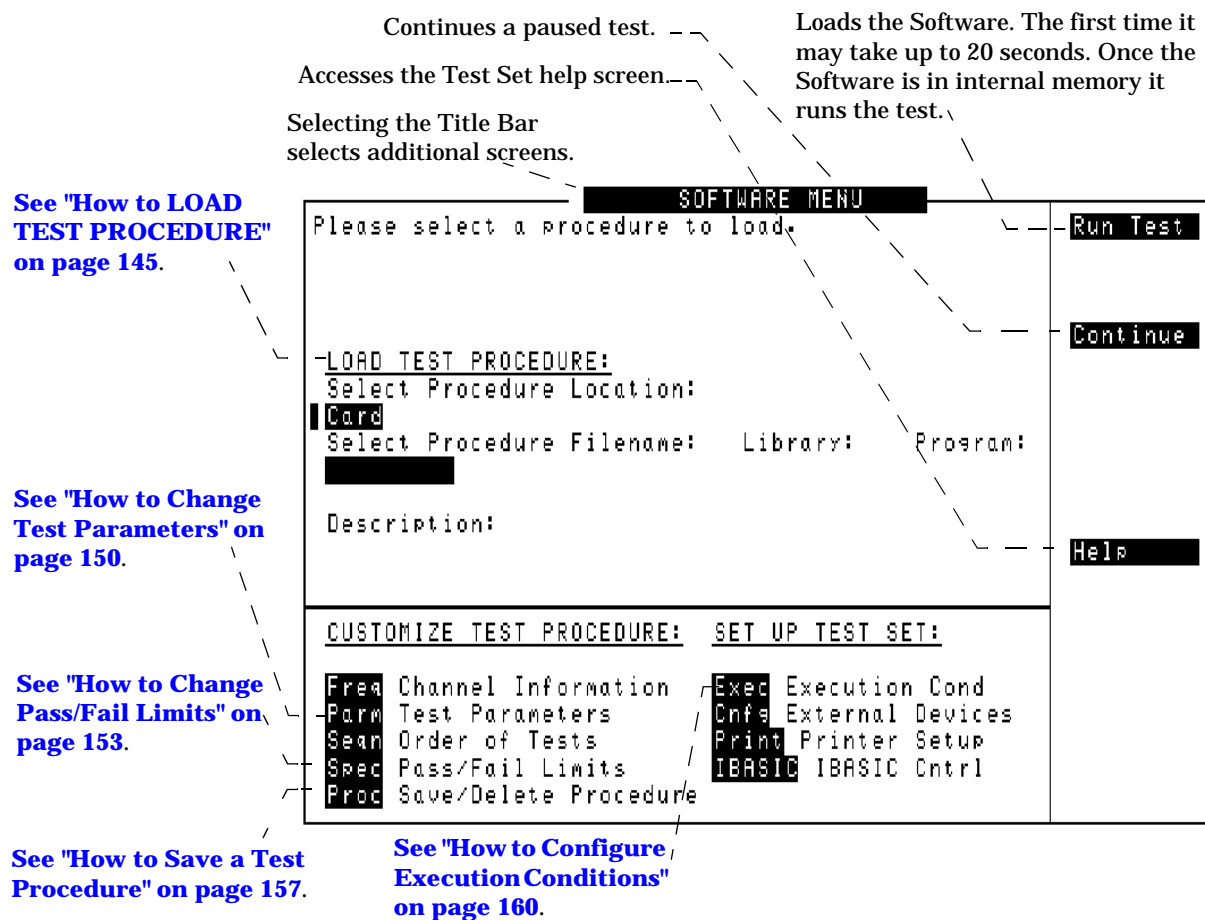 Continues a paused test.
Accesses the Test Set help screen.
Selecting the Title Bar
selects additional screens.
Loads the Software. The first time it
may take up to 20 seconds. Once the
Software is in internal memory it
runs the test.
See "How to LOAD
TEST PROCEDURE"
on page 145.
See "How to Change
Test Parameters" on
page 150.
See "How to Change
Pass/Fail Limits" on
page 153.
See "How to Save a Test
Procedure" on page 157.
SOFTWARE MENU
Please select a procedure to load.
LOAD TEST PROCEDURE:
Select Procedure Location:
Card
Select Procedure Filename: Library: Program:
Description:
CUSTOMIZE TEST PROCEDURE:
Freq Channel Information
Parm Test Parameters
Seqn Order of Tests
Spec Pass/Fail Limits
Proc Save/Delete Procedure
SET UP TEST SET:
Exec Execution Cond
Cnfg External Devices
Print Printer Setup
IBASIC IBASIC Cntrl
Run Test
Continue
Help
See "How to Configure
Execution Conditions"
on page 160.